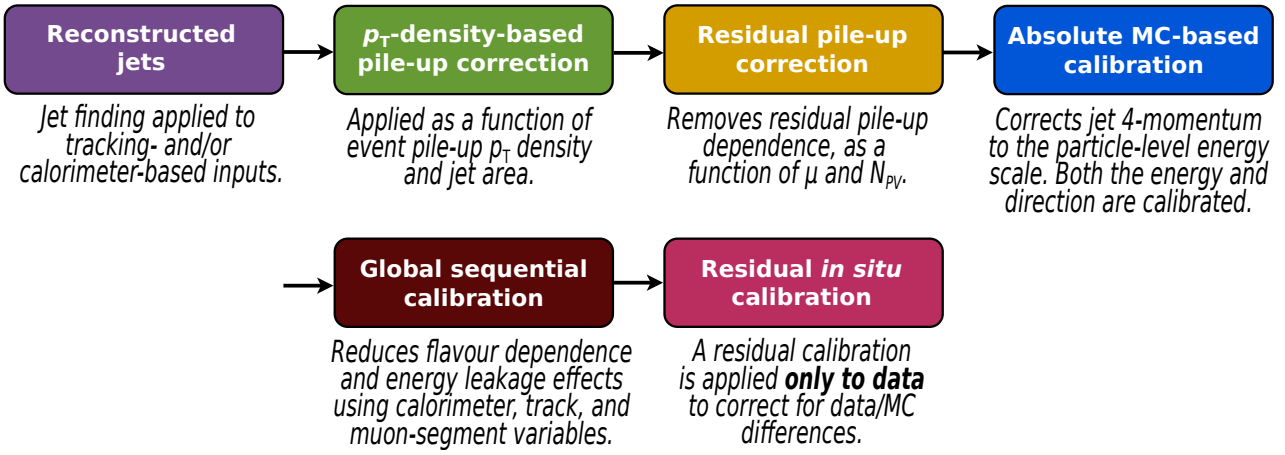 Reconstructed
jets
Jet finding applied to
tracking- and/or
calorimeter-based inputs.
pT-density-based
pile-up correction
Applied as a function of
event pile-up pT density
and jet area.
Residual pile-up
correction
Removes residual pile-up
dependence, as a
function of µ and NPV.
Absolute MC-based
calibration
Corrects jet 4-momentum
to the particle-level energy
scale. Both the energy and
direction are calibrated.
Global sequential
calibration
Reduces flavour dependence
and energy leakage effects
using calorimeter, track, and
muon-segment variables.
Residual in situ
calibration
A residual calibration
is applied only to data
to correct for data/MC
differences.